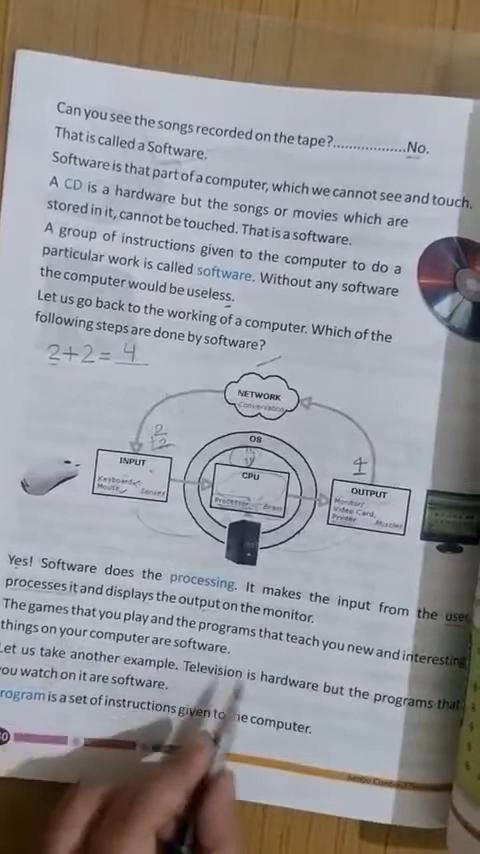 Can you see the songs recorded on the tape?..................No.
That is called a Software.
Software is that part of a computer, which we cannot see and touch.
A CD is a hardware but the songs or movies which are
stored in it, cannot be touched. That is a software.
A group of instructions given to the computer to do a
particular work is called software. Without any software
the computer would be useless.
Let us go back to the working of a computer. Which of the
following steps are done by software?
2+2=4
NETWORK
2
+2
OS
INPUT
Keyboard
Mouse
CPU
Processor
Brain
4
OUTPUT
Monitor
Video Card,
Printer
Muscles
Yes! Software does the processing. It makes the input from the user
processes it and displays the output on the monitor.
The games that you play and the programs that teach you new and interesting
things on your computer are software.
Let us take another example. Television is hardware but the programs that
you watch on it are software.
rogram is a set of instructions given to the computer.